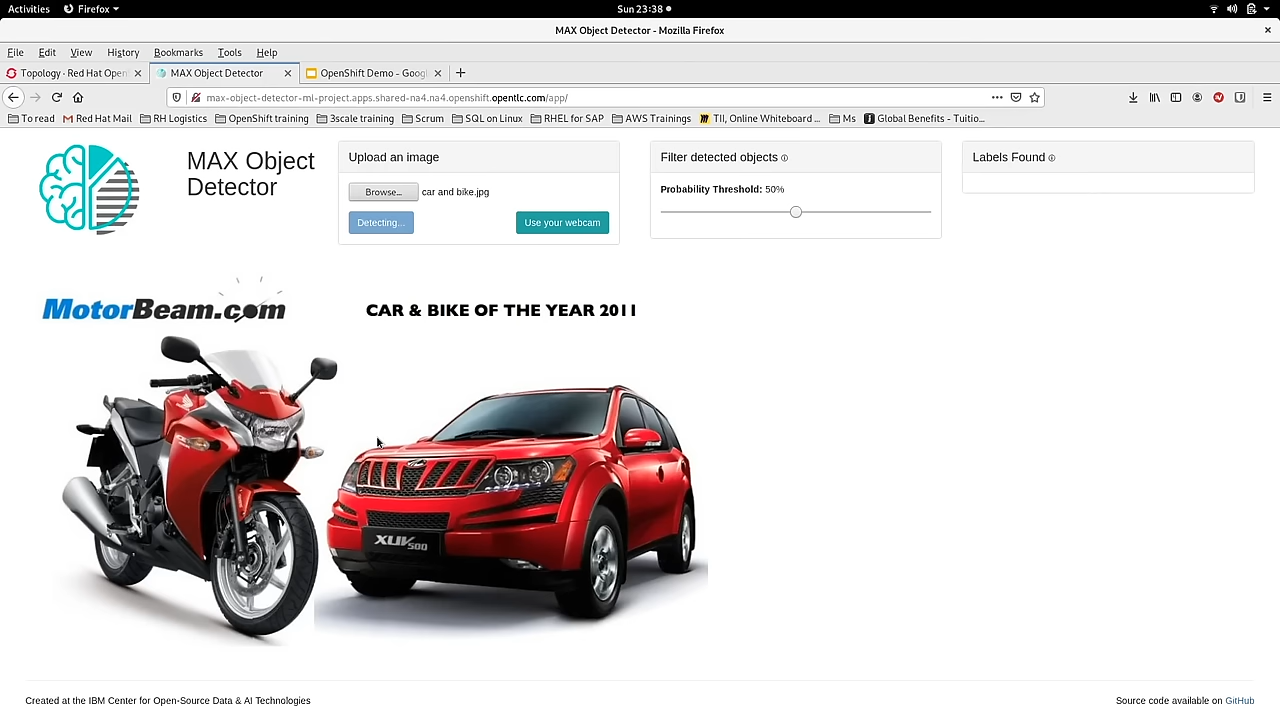 Activities Firefox Sun 23:38
MAX Object Detector - Mozilla Firefox
File Edit View History Bookmarks Tools Help
Topology · Red Hat Open MAX Object Detector OpenShift Demo - Googl
max-object-detector-ml-project.apps.shared-na4.na4.openshift.opentlc.com/app/
To read Red Hat Mail RH Logistics OpenShift training 3scale training Scrum SQL on Linux RHEL for SAP AWS Trainings TII, Online Whiteboard ... Ms Global Benefits - Tuitio...
MAX Object
Detector
Upload an image
Browse... car and bike.jpg
Detecting... Use your webcam
Filter detected objects
Probability Threshold: 50%
Labels Found
MotorBeam.com
CAR & BIKE OF THE YEAR 2011
XUV500
Created at the IBM Center for Open-Source Data & AI Technologies
Source code available on GitHub